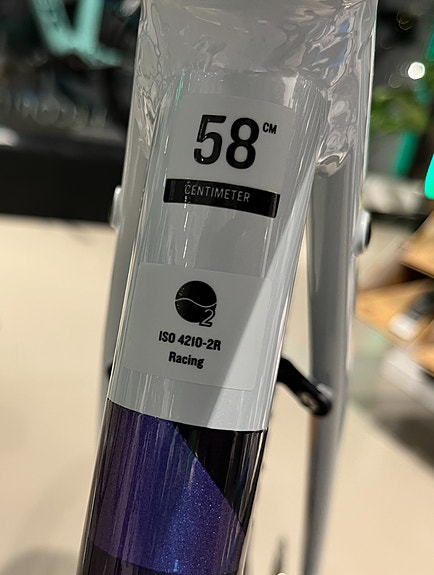 58 CM
CENTIMETER
2
ISO 4210-2R
Racing